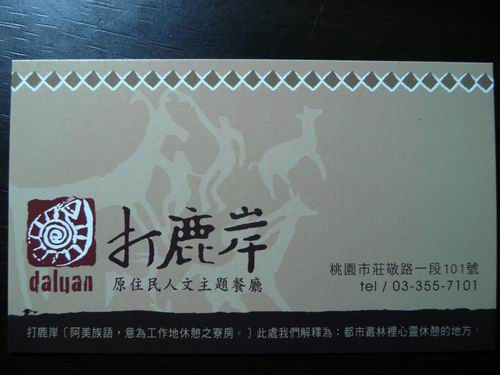 打鹿岸
daluan
原住民人文主題餐廳
桃園市莊敬路一段101號
tel / 03-355-7101
打鹿岸〔阿美族語，意為工作地休憩之寮房。〕此處我們解釋為：都市叢林裡心靈休憩的地方。